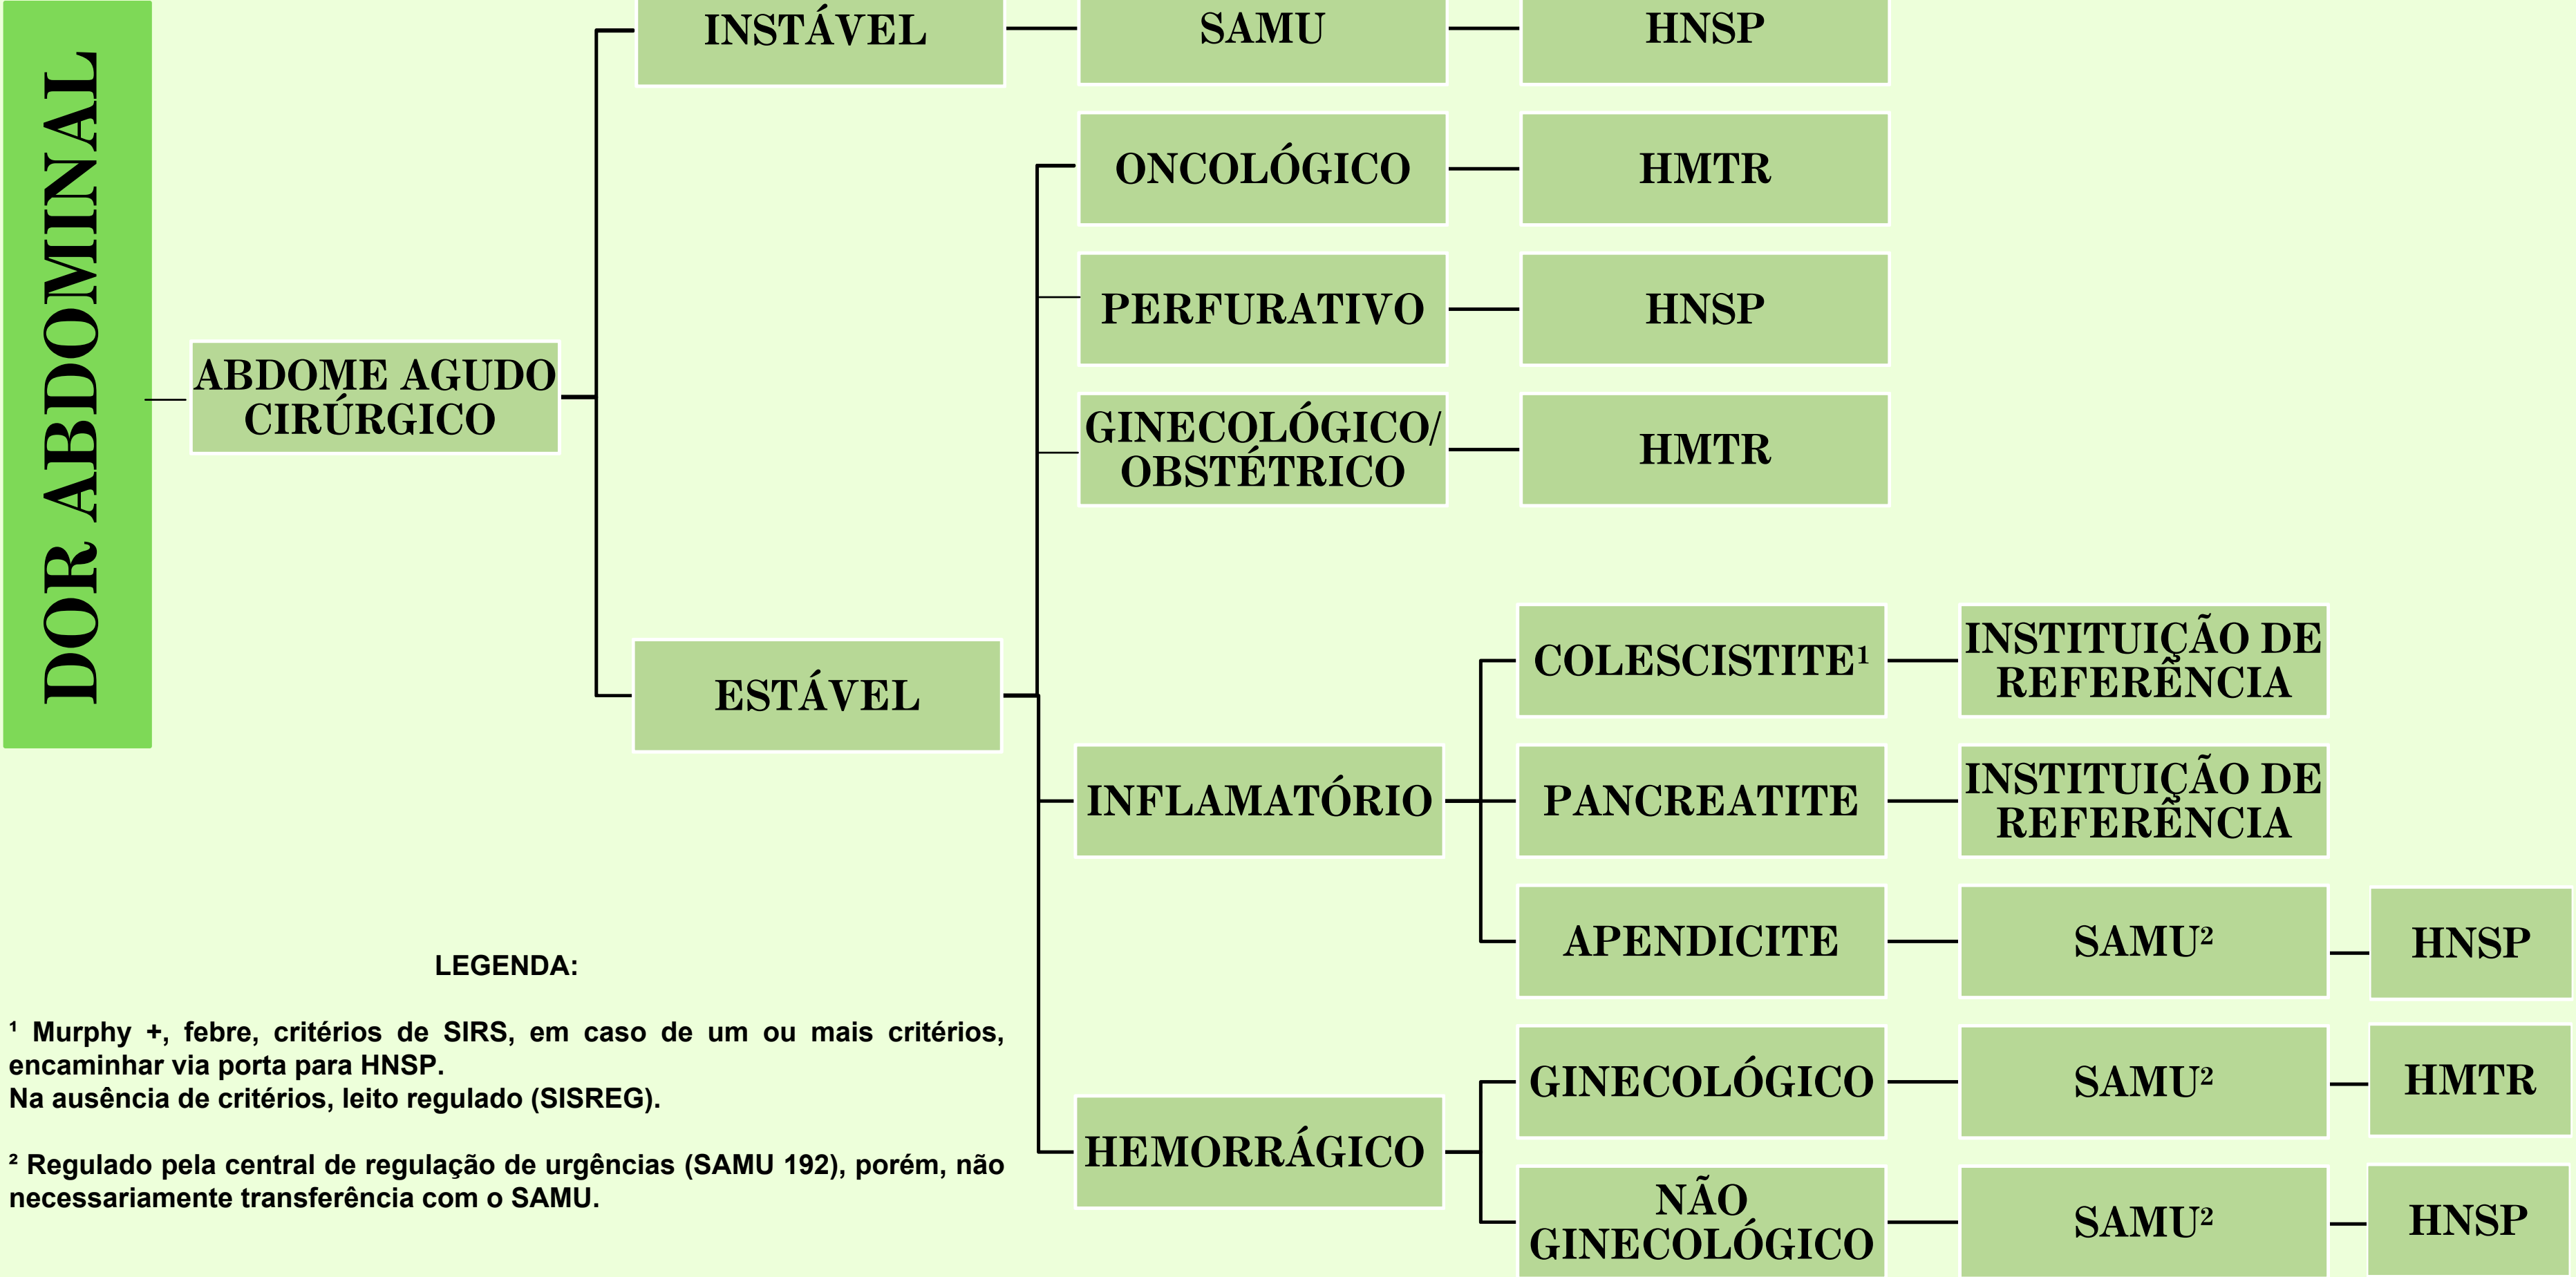 DOR ABDOMINAL
ABDOME AGUDO
CIRÚRGICO
INSTÁVEL
SAMU
HNSP
ESTÁVEL
ONCOLÓGICO
HMTR
PERFURATIVO
HNSP
GINECOLÓGICO/
OBSTÉTRICO
HMTR
INFLAMATÓRIO
COLESCISTITE¹
INSTITUIÇÃO DE
REFERÊNCIA
PANCREATITE
INSTITUIÇÃO DE
REFERÊNCIA
APENDICITE
SAMU²
HNSP
HEMORRÁGICO
GINECOLÓGICO
SAMU²
HMTR
NÃO
GINECOLÓGICO
SAMU²
HNSP
LEGENDA:
¹ Murphy +, febre, critérios de SIRS, em caso de um ou mais critérios,
encaminhar via porta para HNSP.
Na ausência de critérios, leito regulado (SISREG).
² Regulado pela central de regulação de urgências (SAMU 192), porém, não
necessariamente transferência com o SAMU.